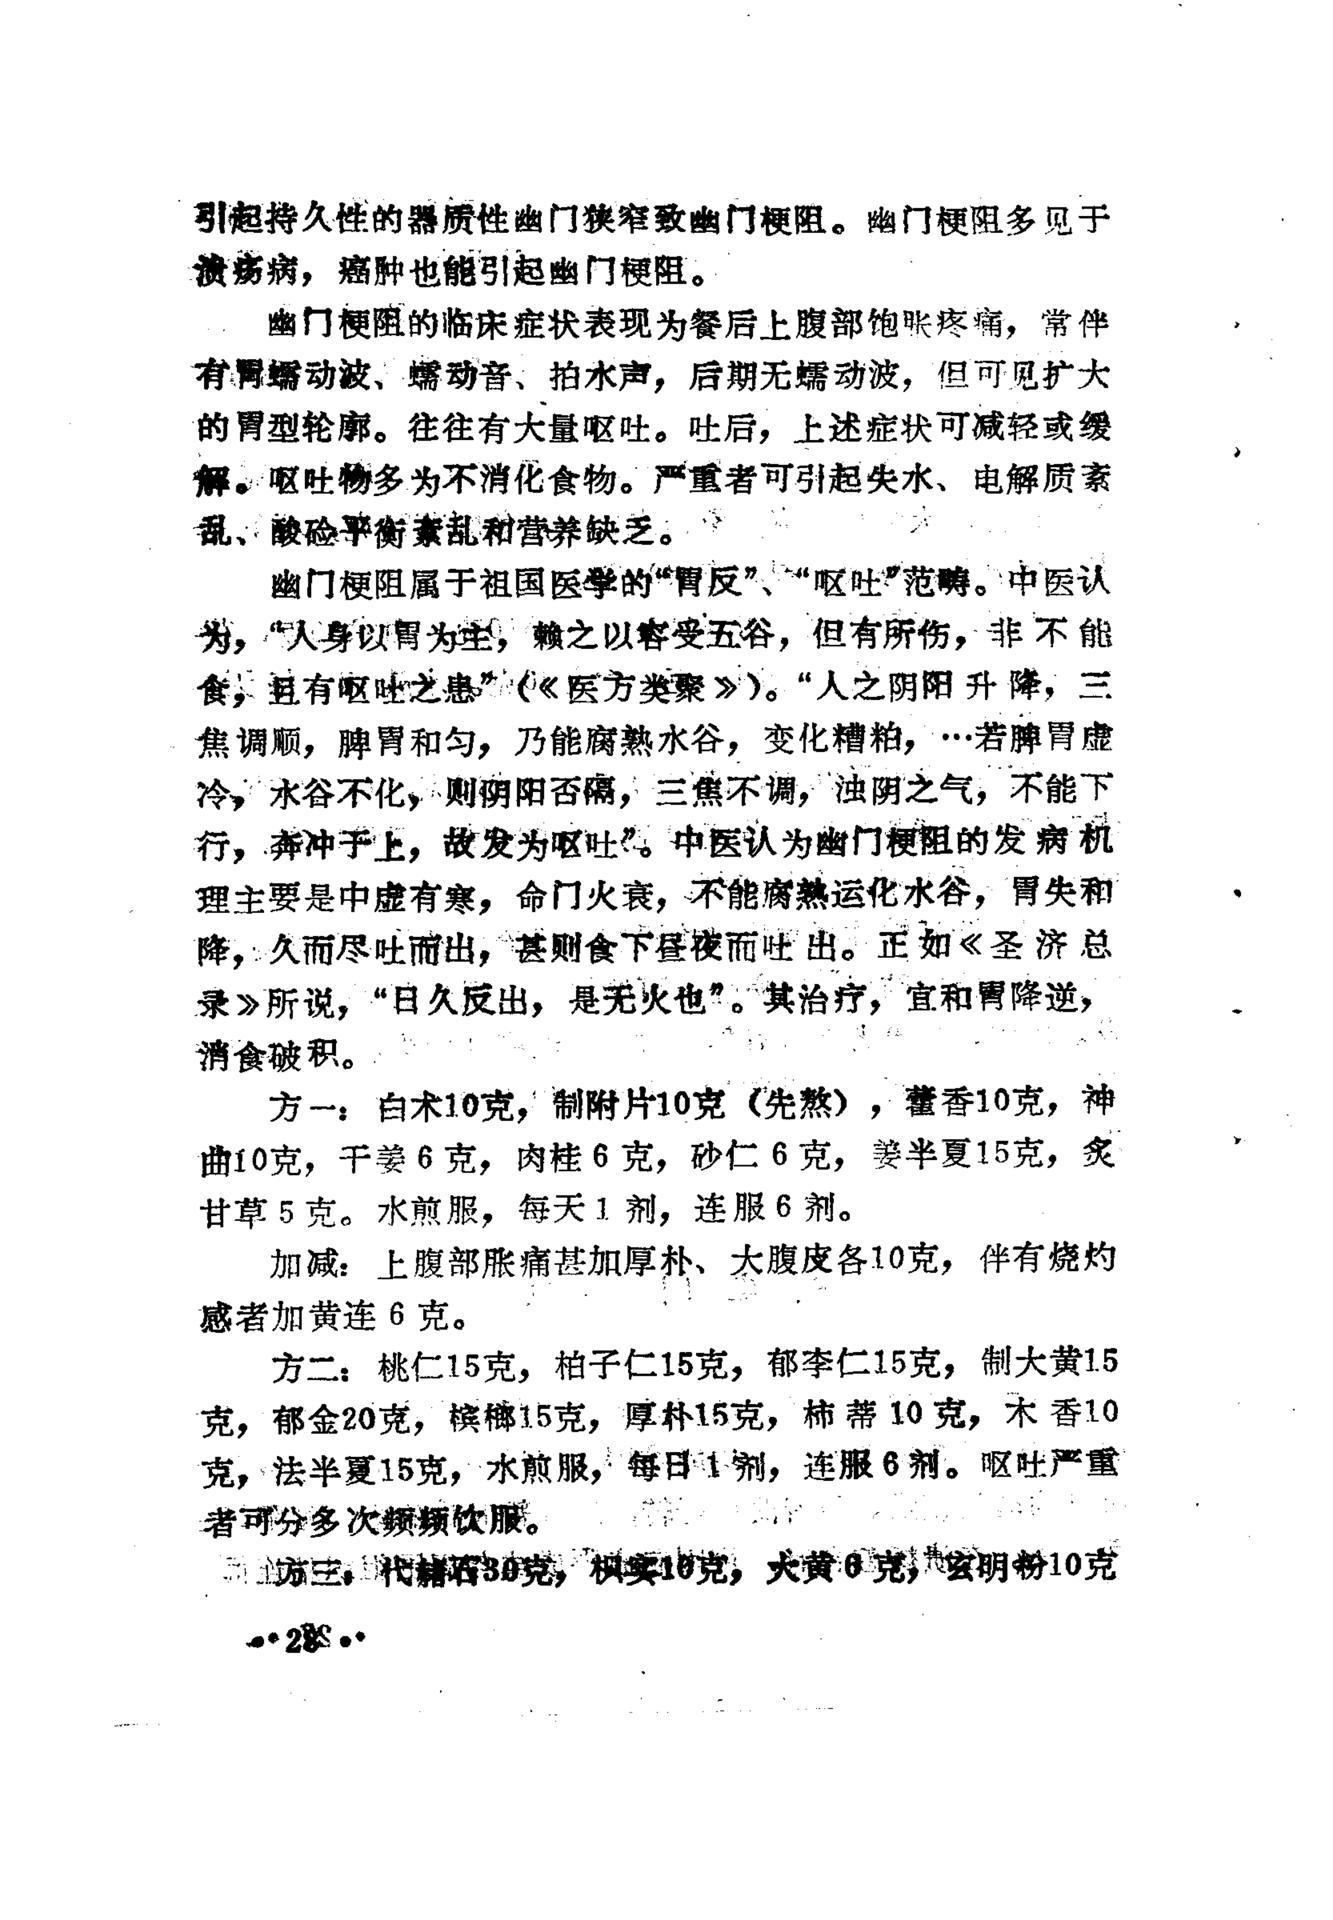 引起持久性的器质性幽门狭窄致幽门梗阻。幽门梗阻多见于
溃疡病，癌肿也能引起幽门梗阻。
幽门梗阻的临床症状表现为餐后上腹部饱胀疼痛，常伴
有胃蠕动波、蠕动音、拍水声，后期无蠕动波，但可见扩大
的胃型轮廓。往往有大量呕吐。吐后，上述症状可减轻或缓
解。呕吐物多为不消化食物。严重者可引起失水、电解质紊
乱、酸硷平衡紊乱和营养缺乏。
幽门梗阻属于祖国医学的“胃反”、“呕吐”范畴。中医认
为，“人身以胃为主，赖之以容受五谷，但有所伤，非不能
食，且有呕吐之患”（《医方类聚》）。“人之阴阳升降，三
焦调顺，脾胃和匀，乃能腐熟水谷，变化糟粕，…若脾胃虚
冷，水谷不化，则阴阳否隔，三焦不调，浊阴之气，不能下
行，奔冲于上，故发为呕吐”。中医认为幽门梗阻的发病机
理主要是中虚有寒，命门火衰，不能腐熟运化水谷，胃失和
降，久而尽吐而出，甚则食下昼夜而吐出。正如《圣济总
录》所说，“日久反出，是无火也”。其治疗，宜和胃降逆，
消食破积。
方一：白术10克，制附片10克（先熬），藿香10克，神
曲10克，干姜6克，肉桂6克，砂仁6克，姜半夏15克，炙
甘草5克。水煎服，每天1剂，连服6剂。
加减：上腹部胀痛甚加厚朴、大腹皮各10克，伴有烧灼
感者加黄连6克。
方二：桃仁15克，柏子仁15克，郁李仁15克，制大黄15
克，郁金20克，槟榔15克，厚朴15克，柿蒂10克，木香10
克，法半夏15克，水煎服，每日1剂，连服6剂。呕吐严重
者可分多次频频饮服。
方三：代赭石30克，枳实10克，大黄6克，玄明粉10克